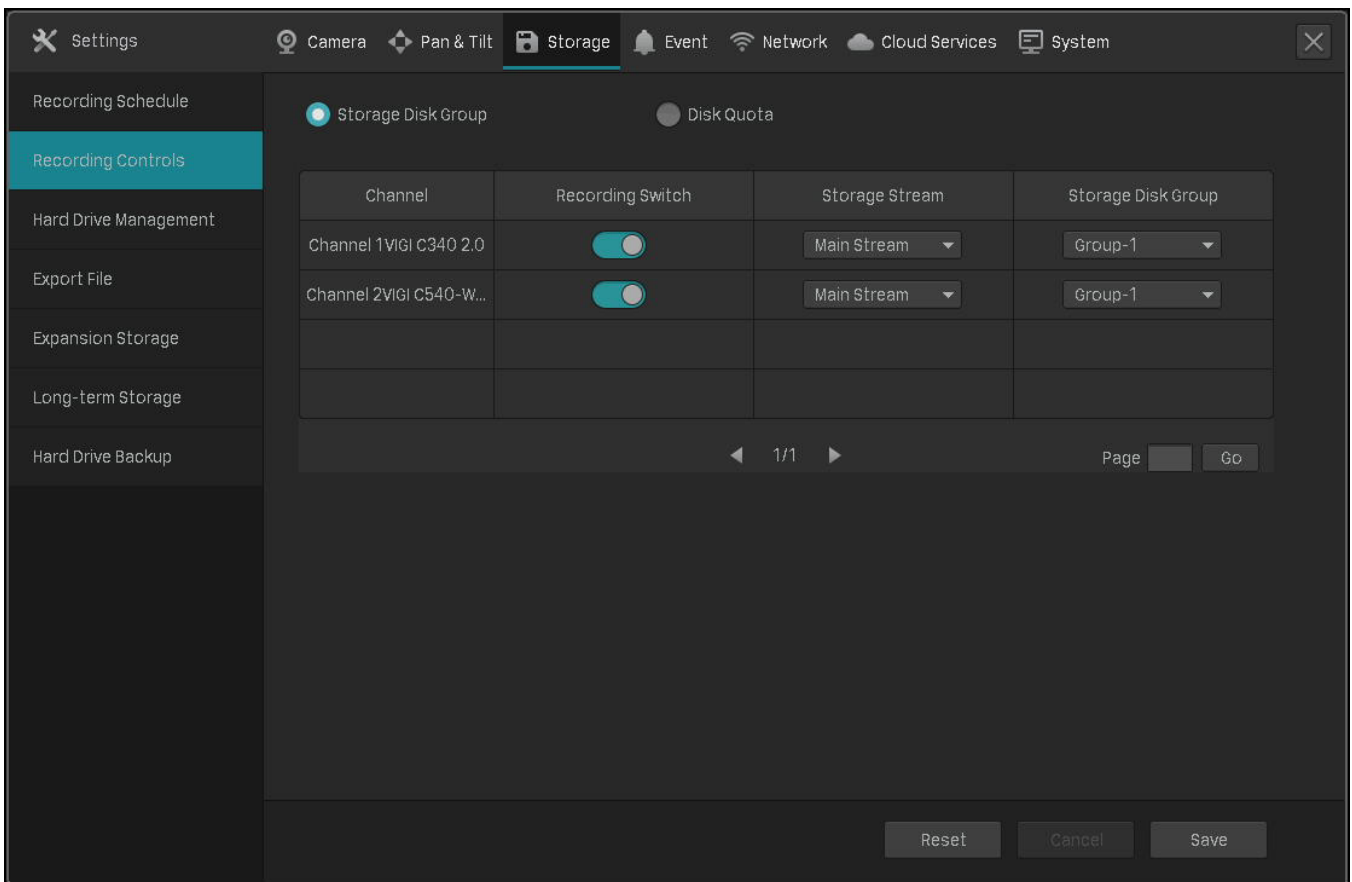 Settings Camera Pan & Tilt Storage Event Network Cloud Services System
Recording Schedule
Recording Controls
Hard Drive Management
Export File
Expansion Storage
Long-term Storage
Hard Drive Backup
Storage Disk Group Disk Quota
Channel Recording Switch Storage Stream Storage Disk Group
Channel 1VIGI C340 2.0 Main Stream Group-1
Channel 2VIGI C540-W... Main Stream Group-1
1/1 Page Go
Reset Cancel Save